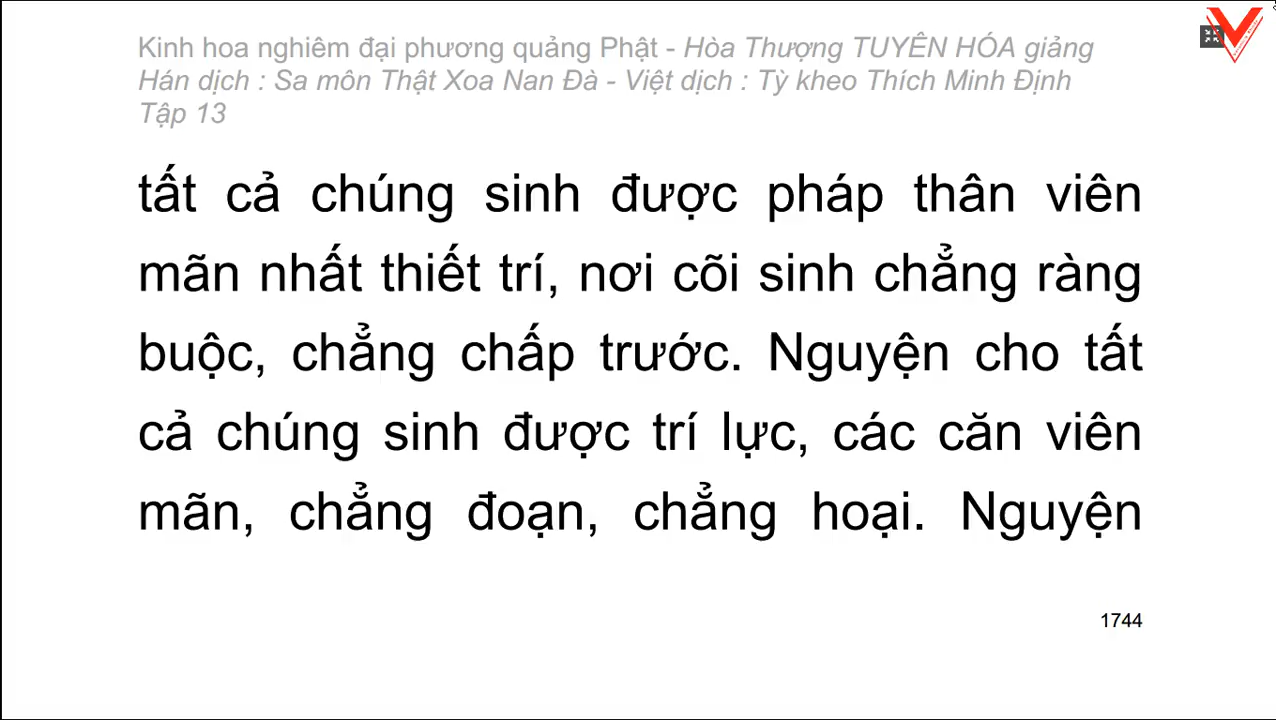 Kinh hoa nghiêm đại phương quảng Phật - Hòa Thượng TUYÊN HÓA giảng
Hán dịch : Sa môn Thật Xoa Nan Đà - Việt dịch : Tỳ kheo Thích Minh Định
Tập 13
tất cả chúng sinh được pháp thân viên
mãn nhất thiết trí, nơi cõi sinh chẳng ràng
buộc, chẳng chấp trước. Nguyện cho tất
cả chúng sinh được trí lực, các căn viên
mãn, chẳng đoạn, chẳng hoại. Nguyện
1744